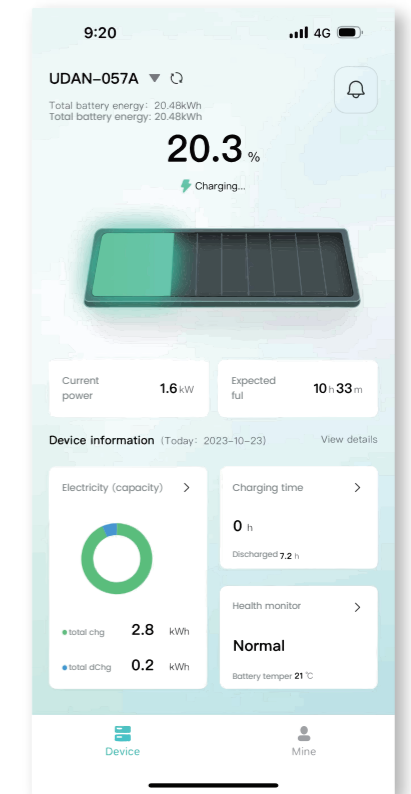 9:20 4G
UDAN-057A
Total battery energy: 20.48kWh
Total battery energy: 20.48kWh
20.3 %
Charging...
Current power 1.6 kW
Expected ful 10 h 33 m
Device information (Today: 2023-10-23) View details
Electricity (capacity)
total chg 2.8 kWh
total dChg 0.2 kWh
Charging time
0 h
Discharged 7.2 h
Health monitor
Normal
Battery temper 21 °C
Device
Mine